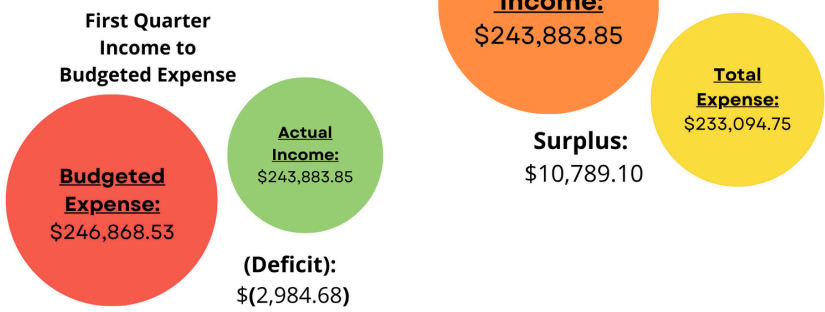 First Quarter
Income to
Budgeted Expense
Budgeted
Expense:
$246,868.53
Actual
Income:
$243,883.85
(Deficit):
$(2,984.68)
Income:
$243,883.85
Total
Expense:
$233,094.75
Surplus:
$10,789.10